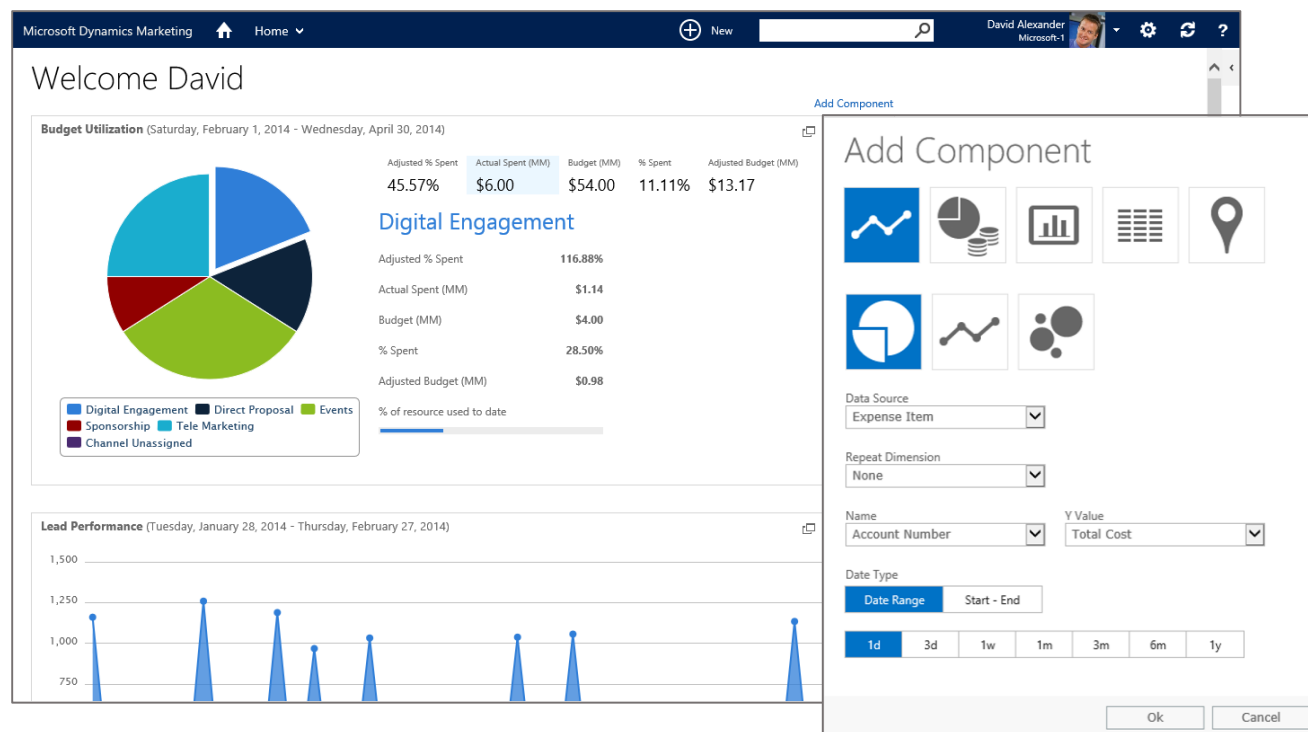 Microsoft Dynamics Marketing Home New David Alexander
Microsoft-1
?
Welcome David
Add Component
Budget Utilization (Saturday, February 1, 2014 - Wednesday, April 30, 2014)
Adjusted % Spent Actual Spent (MM) Budget (MM) % Spent Adjusted Budget (MM)
45.57% $6.00 $54.00 11.11% $13.17
Digital Engagement
Adjusted % Spent 116.88%
Actual Spent (MM) $1.14
Budget (MM) $4.00
% Spent 28.50%
Adjusted Budget (MM) $0.98
% of resource used to date
Digital Engagement Direct Proposal Events
Sponsorship Tele Marketing
Channel Unassigned
Lead Performance (Tuesday, January 28, 2014 - Thursday, February 27, 2014)
1,500
1,250
1,000
750
Add Component
Data Source
Expense Item
Repeat Dimension
None
Name Y Value
Account Number Total Cost
Date Type
Date Range Start - End
1d 3d 1w 1m 3m 6m 1y
Ok Cancel